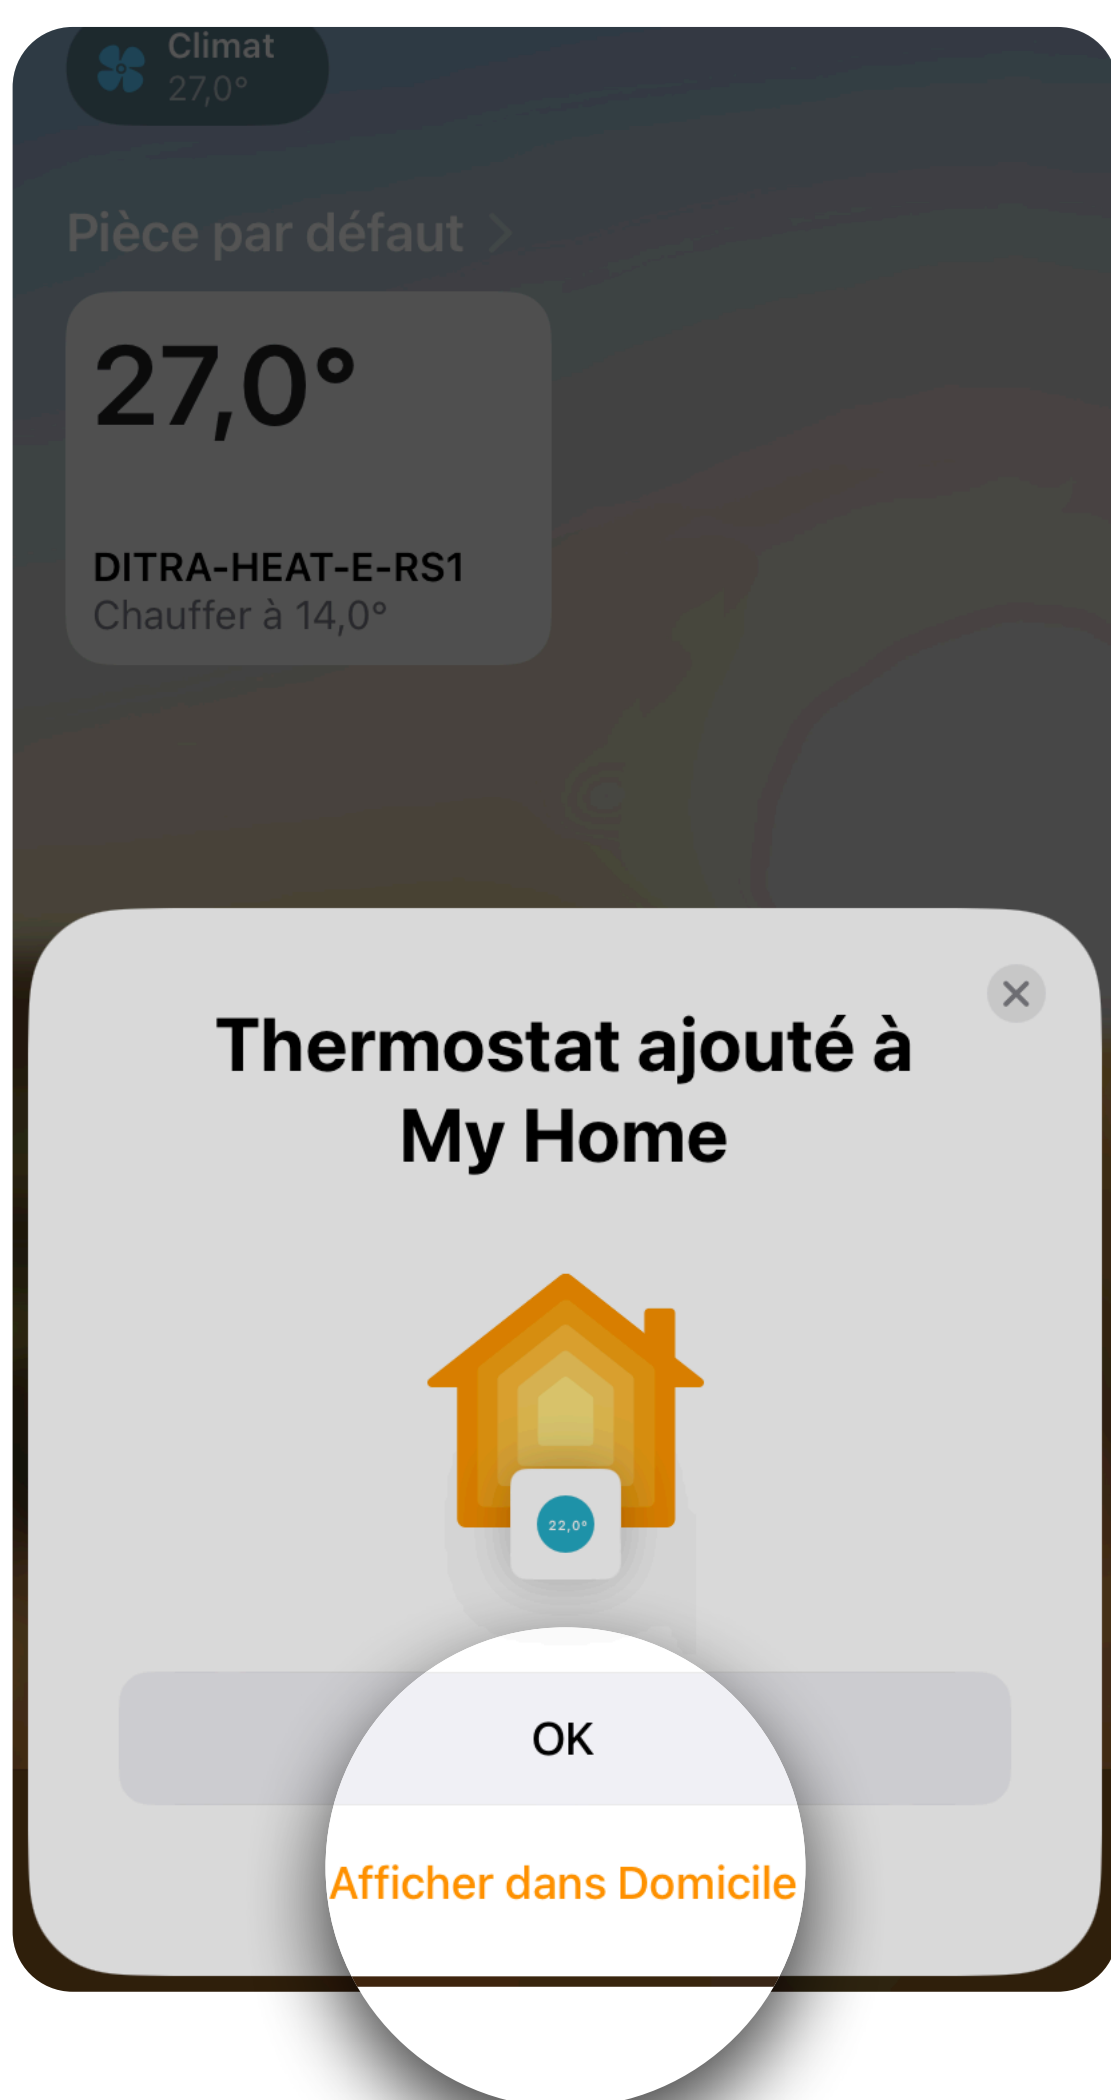 Climat
27,0°
Pièce par défaut
27,0°
DITRA-HEAT-E-RS1
Chauffer à 14,0°
Thermostat ajouté à
My Home
22,0°
OK
Afficher dans Domicile